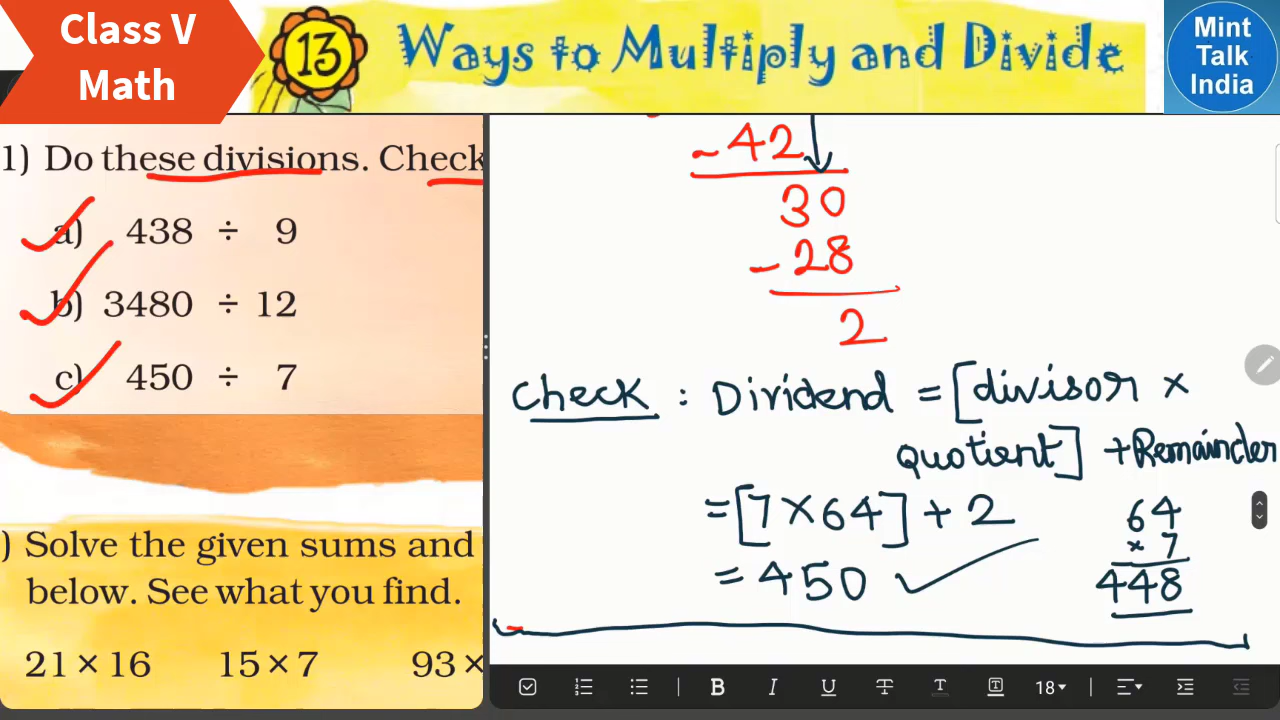 Class V
Math
13
Ways to Multiply and Divide
Mint
Talk
India
1) Do these divisions. Check
a) 438 ÷ 9
b) 3480 ÷ 12
c) 450 ÷ 7
) Solve the given sums and
below. See what you find.
21 × 16 15 × 7 93 ×
- 42
30
- 28
2
Check : Dividend = [divisor ×
quotient] + Remainder
= [7 × 64] + 2
= 450
64
× 7
448
B I U T T 18